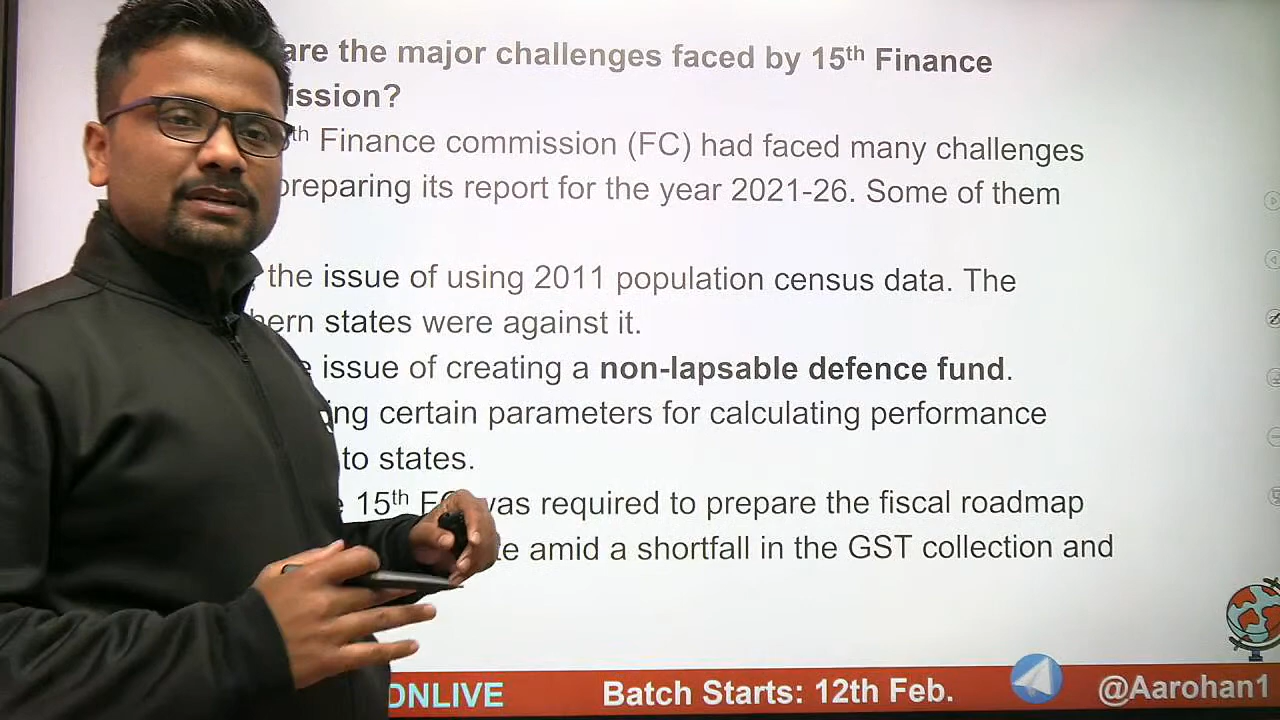 are the major challenges faced by 15th Finance
ission?
th Finance commission (FC) had faced many challenges
preparing its report for the year 2021-26. Some of them
the issue of using 2011 population census data. The
hern states were against it.
issue of creating a non-lapsable defence fund.
ing certain parameters for calculating performance
to states.
15th FC was required to prepare the fiscal roadmap
te amid a shortfall in the GST collection and
ONLIVE
Batch Starts: 12th Feb.
@Aarohan1